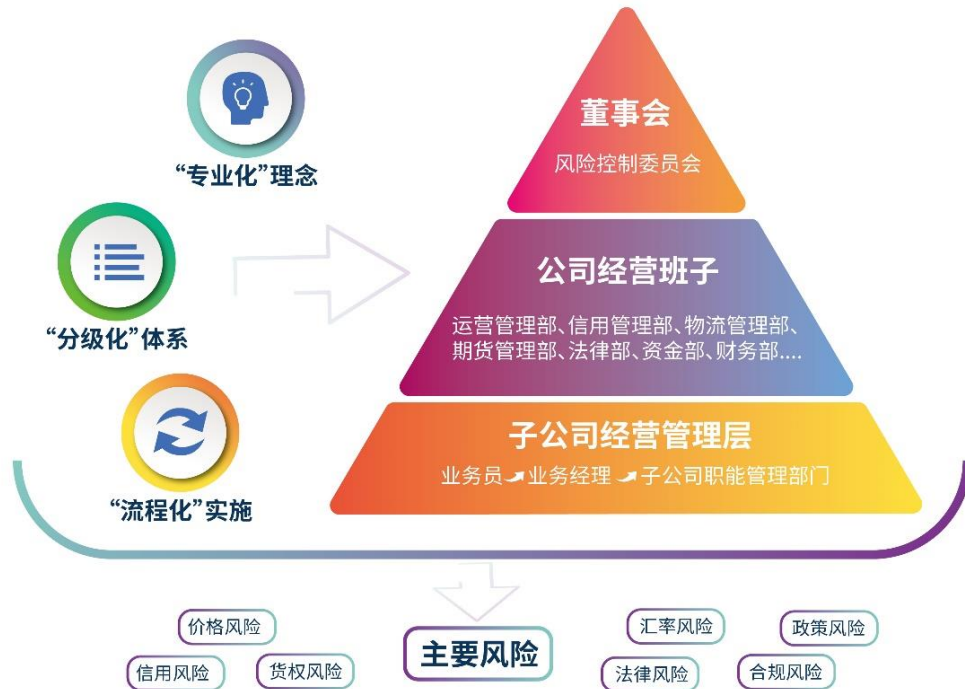 “专业化”理念
“分级化”体系
“流程化”实施
董事会
风险控制委员会
公司经营班子
运营管理部、信用管理部、物流管理部、
期货管理部、法律部、资金部、财务部....
子公司经营管理层
业务员 业务经理 子公司职能管理部门
价格风险
信用风险
货权风险
主要风险
汇率风险
政策风险
法律风险
合规风险